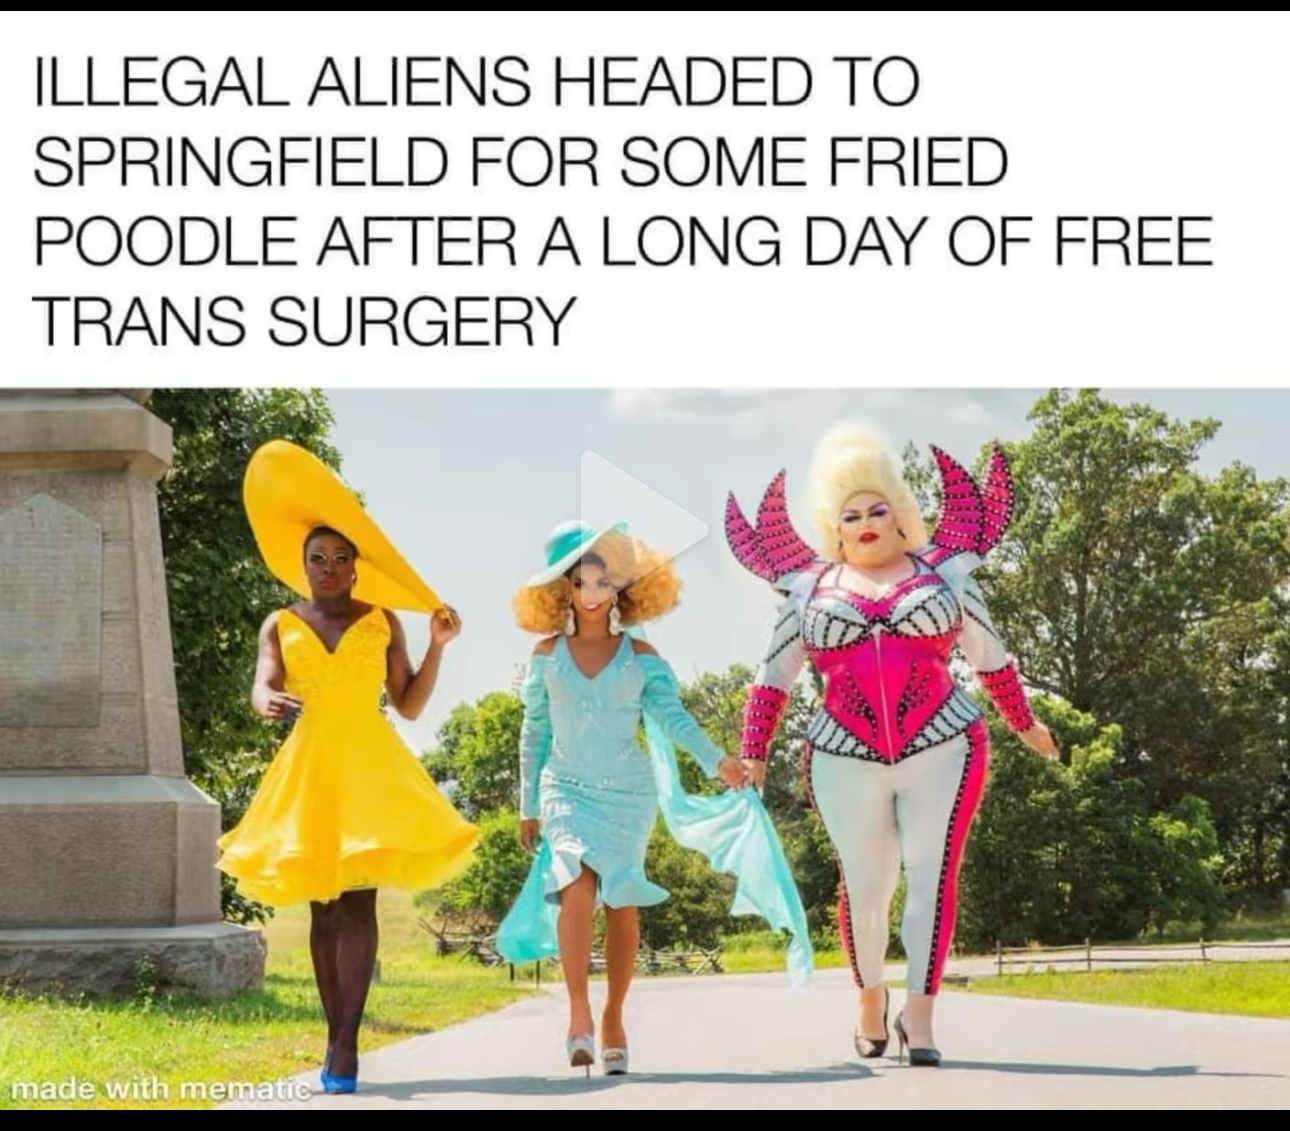 ILLEGAL ALIENS HEADED TO
SPRINGFIELD FOR SOME FRIED
POODLE AFTER A LONG DAY OF FREE
TRANS SURGERY
made with mematic